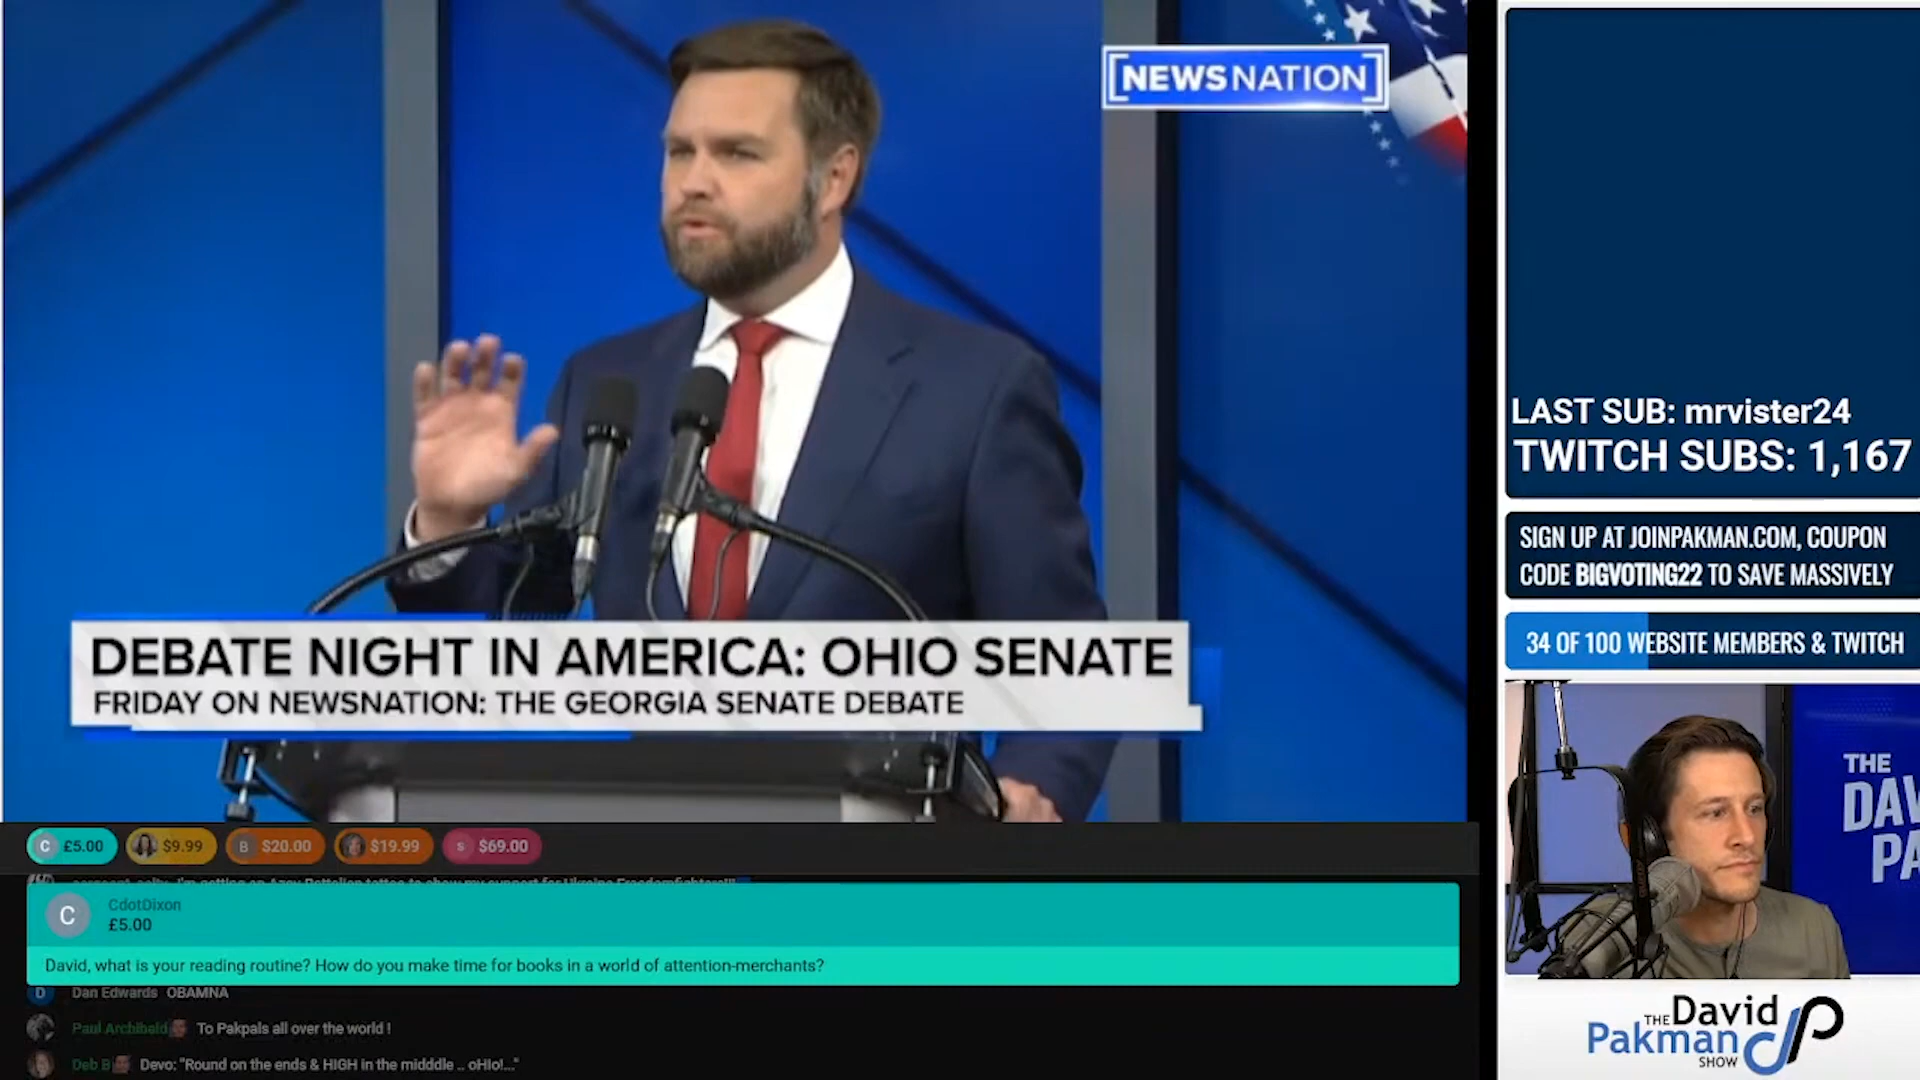 NEWSNATION
DEBATE NIGHT IN AMERICA: OHIO SENATE
FRIDAY ON NEWSNATION: THE GEORGIA SENATE DEBATE
C £5.00
$9.99
B $20.00
$19.99
S $69.00
CdotDixon
C
£5.00
David, what is your reading routine? How do you make time for books in a world of attention-merchants?
D Dan Edwards OBAMNA
Paul Archibald To Pakpals all over the world !
Deb B Devo: "Round on the ends & HIGH in the midddle .. oHIo!..."
LAST SUB: mrvister24
TWITCH SUBS: 1,167
SIGN UP AT JOINPAKMAN.COM, COUPON
CODE BIGVOTING22 TO SAVE MASSIVELY
34 OF 100 WEBSITE MEMBERS & TWITCH
THE
DAV
PA
THE David
Pakman
SHOW